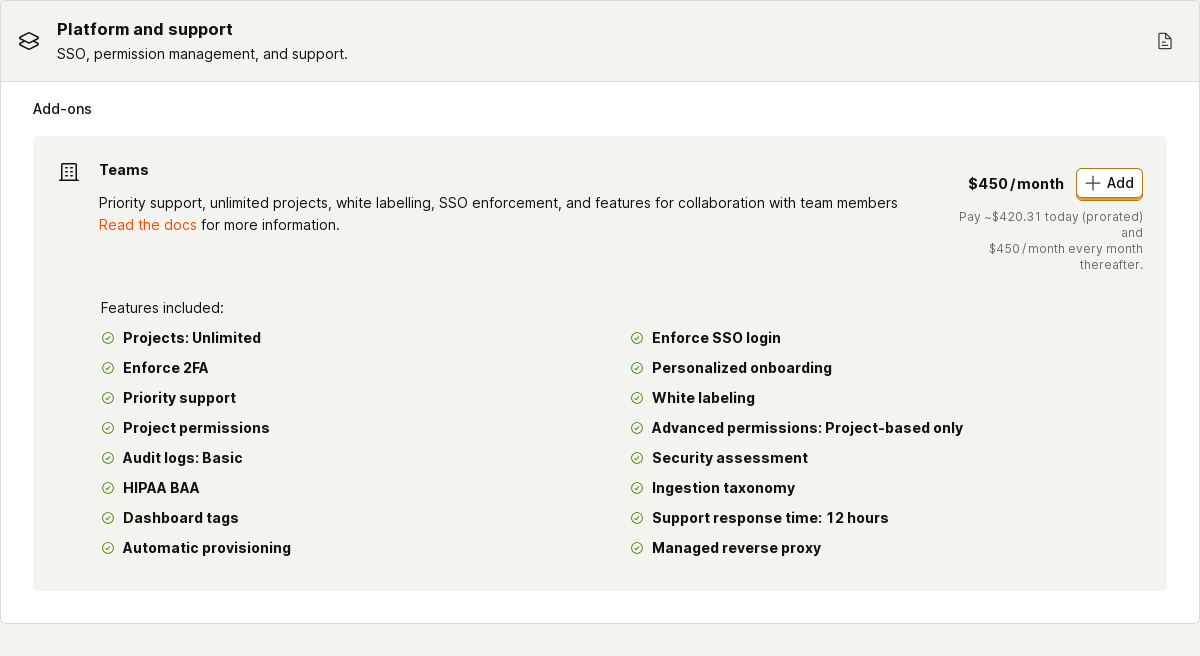 Platform and support
SSO, permission management, and support.
Add-ons
Teams
Priority support, unlimited projects, white labelling, SSO enforcement, and features for collaboration with team members
Read the docs for more information.
$450/month
Add
Pay ~$420.31 today (prorated)
and
$450/month every month
thereafter.
Features included:
Projects: Unlimited
Enforce 2FA
Priority support
Project permissions
Audit logs: Basic
HIPAA BAA
Dashboard tags
Automatic provisioning
Enforce SSO login
Personalized onboarding
White labeling
Advanced permissions: Project-based only
Security assessment
Ingestion taxonomy
Support response time: 12 hours
Managed reverse proxy